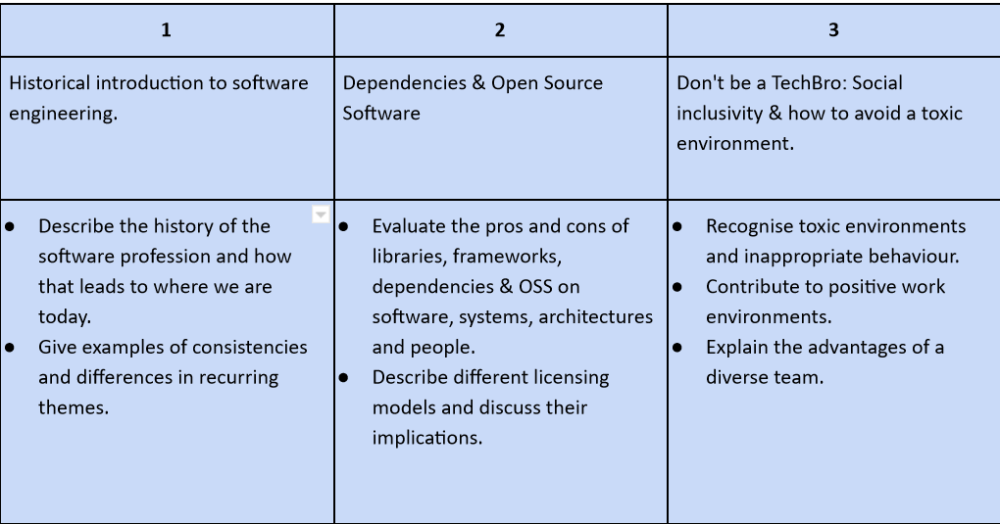 1
2
3
Historical introduction to software
engineering.
Dependencies & Open Source
Software
Don't be a TechBro: Social
inclusivity & how to avoid a toxic
environment.
● Describe the history of the
software profession and how
that leads to where we are
today.
● Give examples of consistencies
and differences in recurring
themes.
● Evaluate the pros and cons of
libraries, frameworks,
dependencies & OSS on
software, systems, architectures
and people.
● Describe different licensing
models and discuss their
implications.
● Recognise toxic environments
and inappropriate behaviour.
● Contribute to positive work
environments.
● Explain the advantages of a
diverse team.